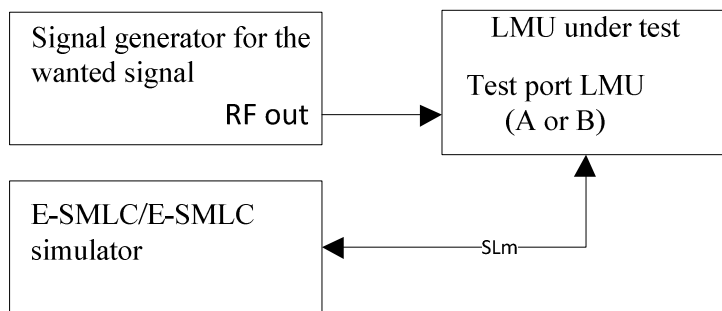 Signal generator for the
wanted signal
RF out
LMU under test
Test port LMU
(A or B)
E-SMLC/E-SMLC
simulator
SLm